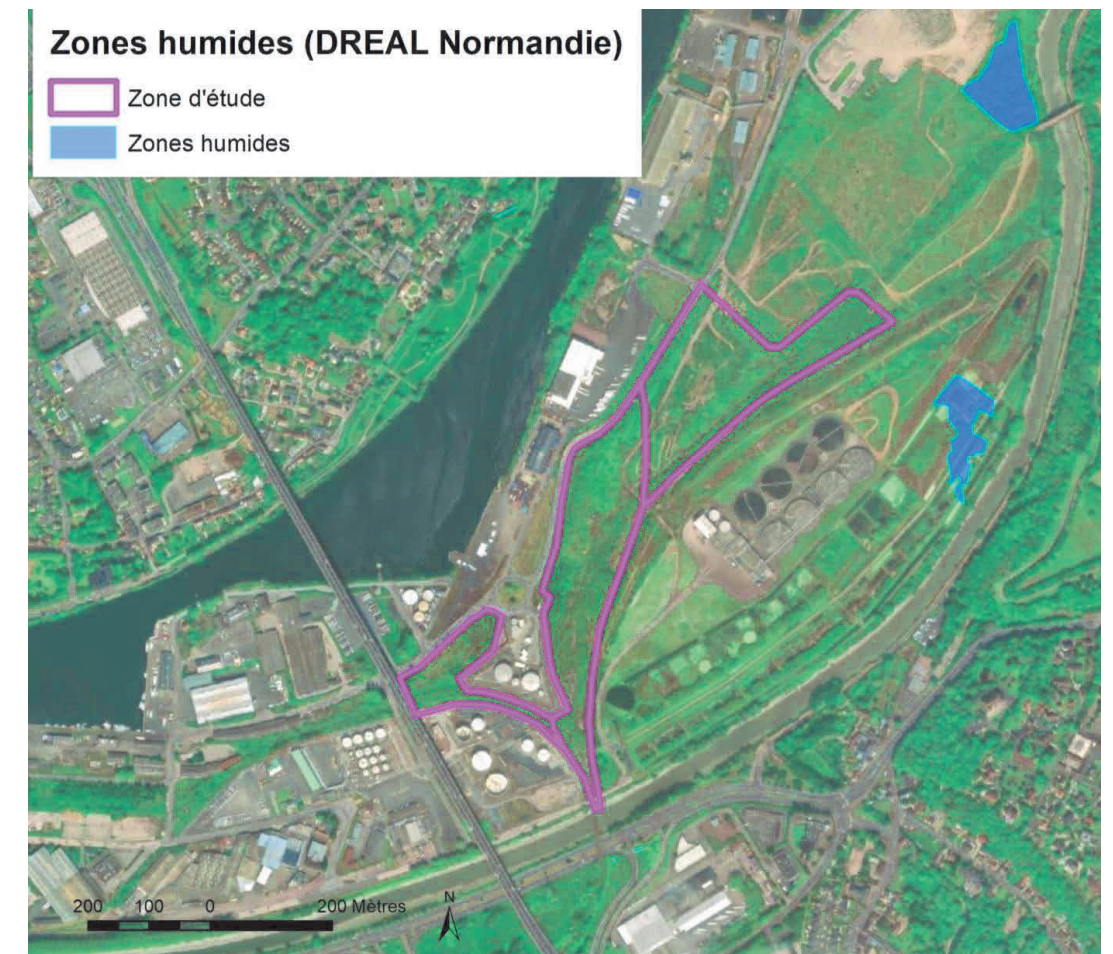 Zones humides (DREAL Normandie)
Zone d'étude
Zones humides
200 100 0 200 Mètres
N